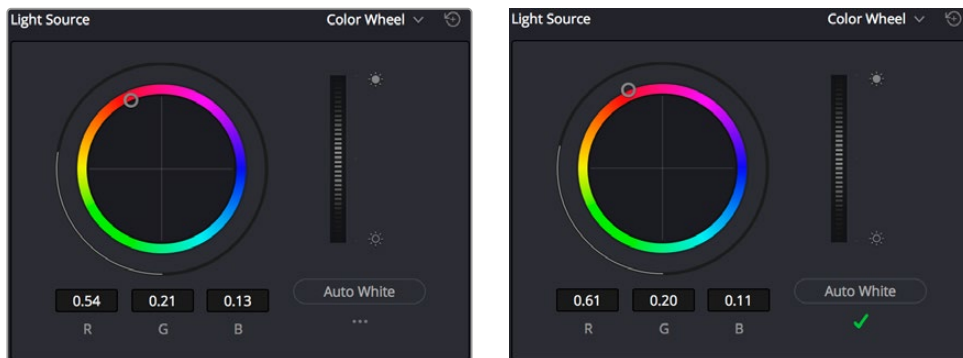 Light Source Color Wheel
Auto White
0.54 0.21 0.13
R G B
Light Source Color Wheel
Auto White
0.61 0.20 0.11
R G B